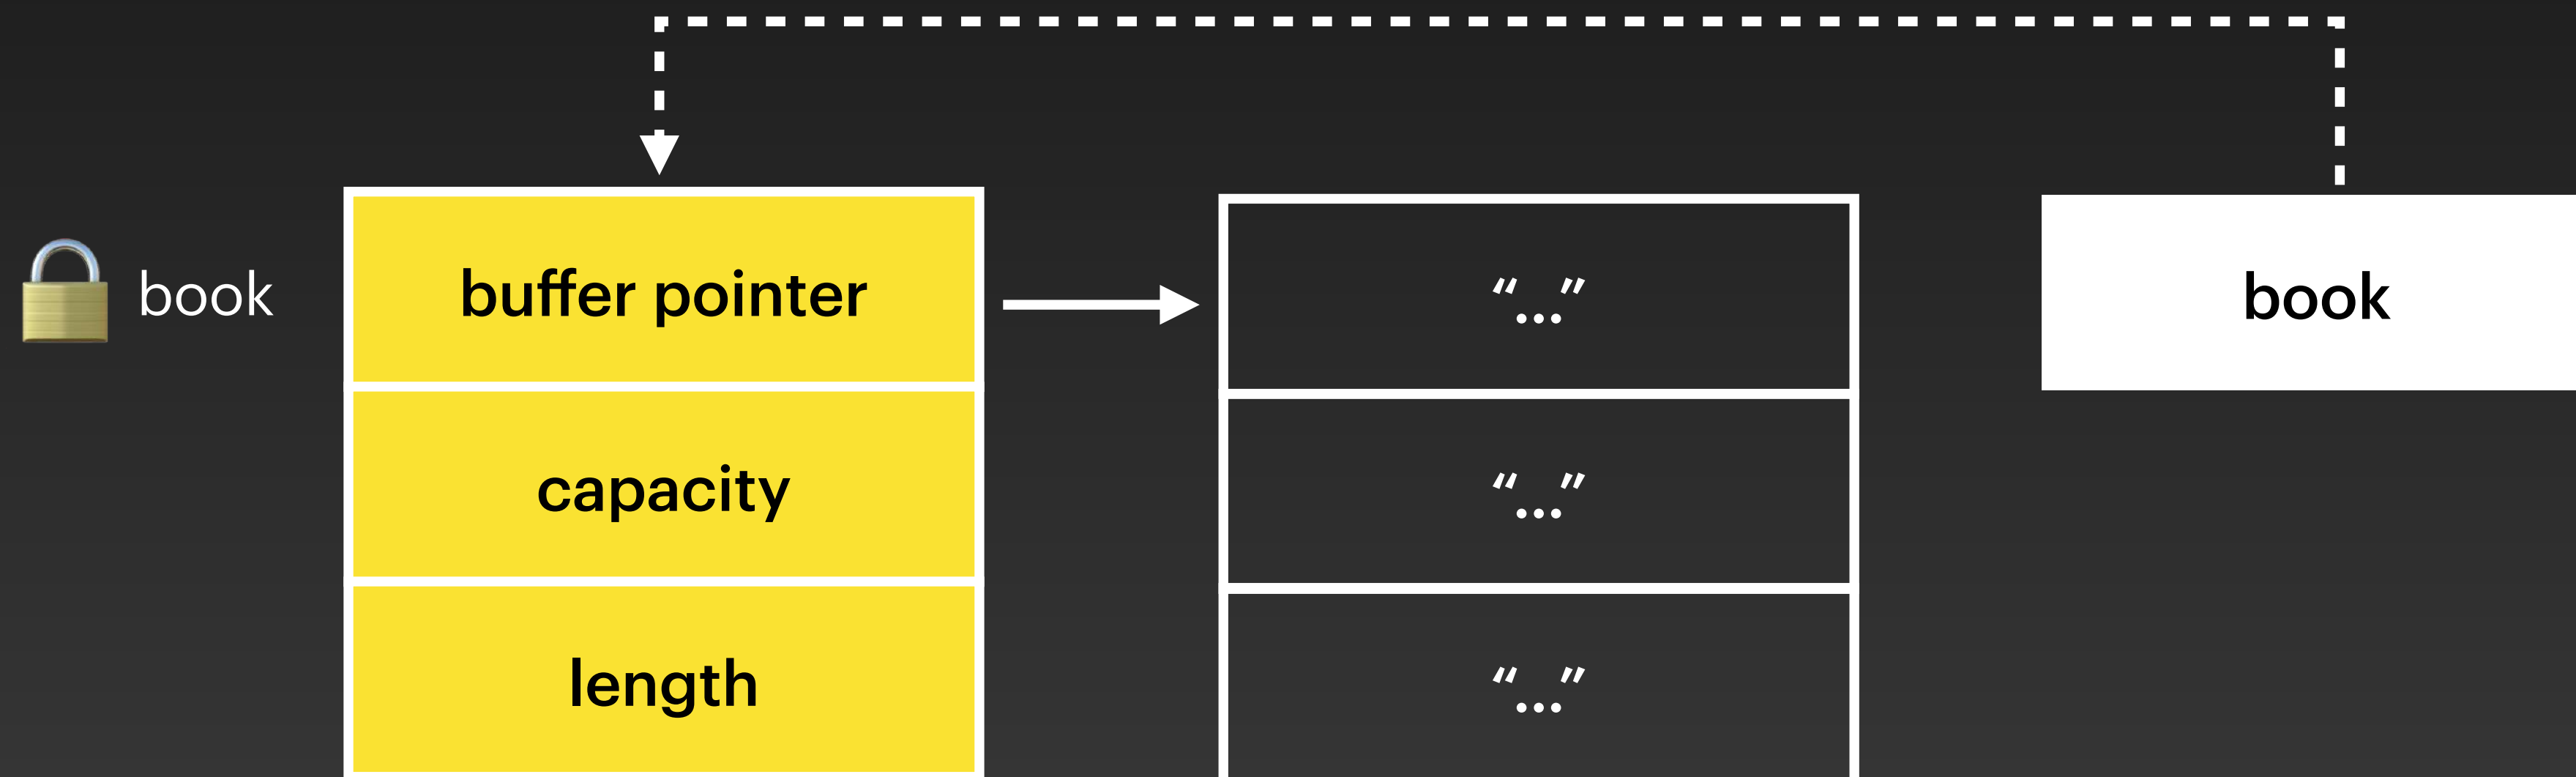 book
buffer pointer
“…”
book
capacity
“…”
length
“…”